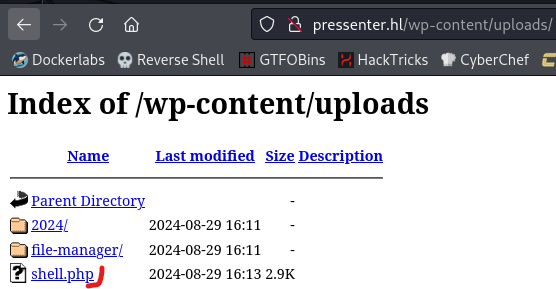 pressenter.hl/wp-content/uploads/
Dockerlabs Reverse Shell GTFOBins HackTricks CyberChef
Index of /wp-content/uploads
Name Last modified Size Description
Parent Directory -
2024/ 2024-08-29 16:11 -
file-manager/ 2024-08-29 16:11 -
shell.php 2024-08-29 16:13 2.9K